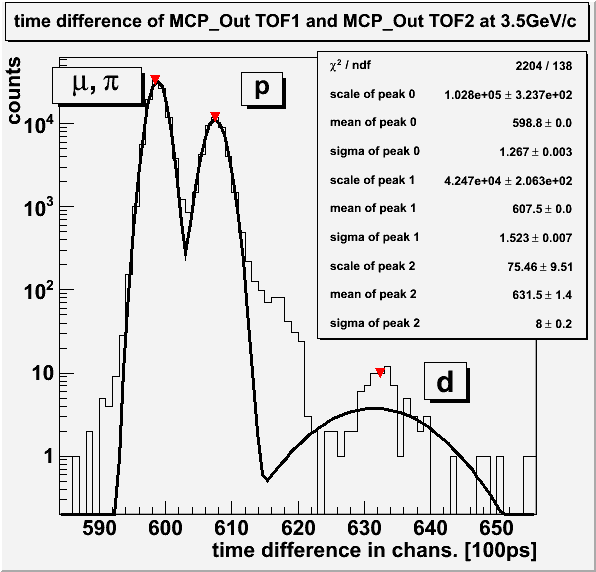 time difference of MCP_Out TOF1 and MCP_Out TOF2 at 3.5GeV/c
counts
μ, π
p
d
χ² / ndf 2204 / 138
scale of peak 0 1.028e+05 ± 3.237e+02
mean of peak 0 598.8 ± 0.0
sigma of peak 0 1.267 ± 0.003
scale of peak 1 4.247e+04 ± 2.063e+02
mean of peak 1 607.5 ± 0.0
sigma of peak 1 1.523 ± 0.007
scale of peak 2 75.46 ± 9.51
mean of peak 2 631.5 ± 1.4
sigma of peak 2 8 ± 0.2
10⁴
10³
10²
10
1
590 600 610 620 630 640 650
time difference in chans. [100ps]